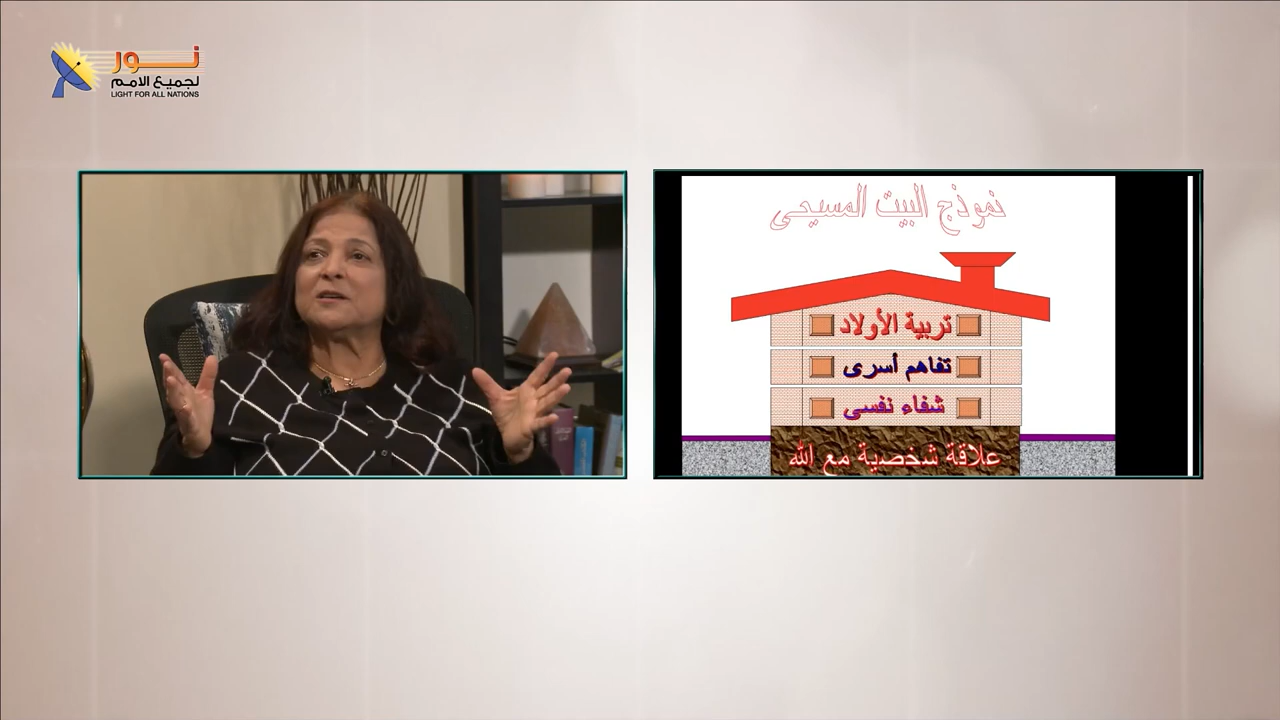 نور
لجميع الامم
LIGHT FOR ALL NATIONS
نموذج البيت المسيحى
تربية الأولاد
تفاهم أسرى
شفاء نفسى
علاقة شخصية مع الله